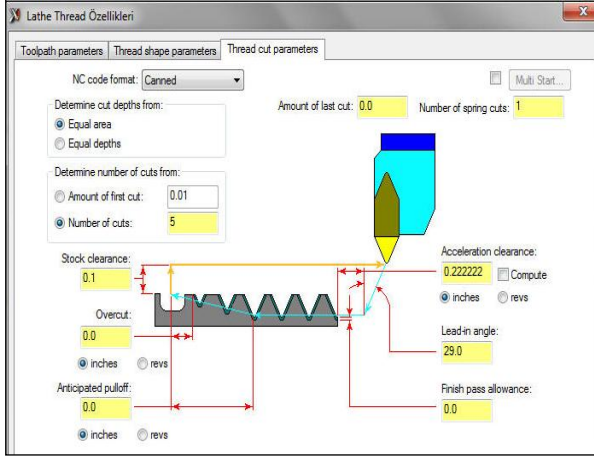 Lathe Thread Özellikleri
Toolpath parameters Thread shape parameters Thread cut parameters
NC code format: Canned
Multi Start...
Determine cut depths from:
Equal area
Equal depths
Amount of last cut: 0.0
Number of spring cuts: 1
Determine number of cuts from:
Amount of first cut: 0.01
Number of cuts: 5
Stock clearance:
0.1
Overcut:
0.0
inches revs
Anticipated pulloff:
0.0
inches revs
Acceleration clearance:
0.222222 Compute
inches revs
Lead-in angle:
29.0
Finish pass allowance:
0.0